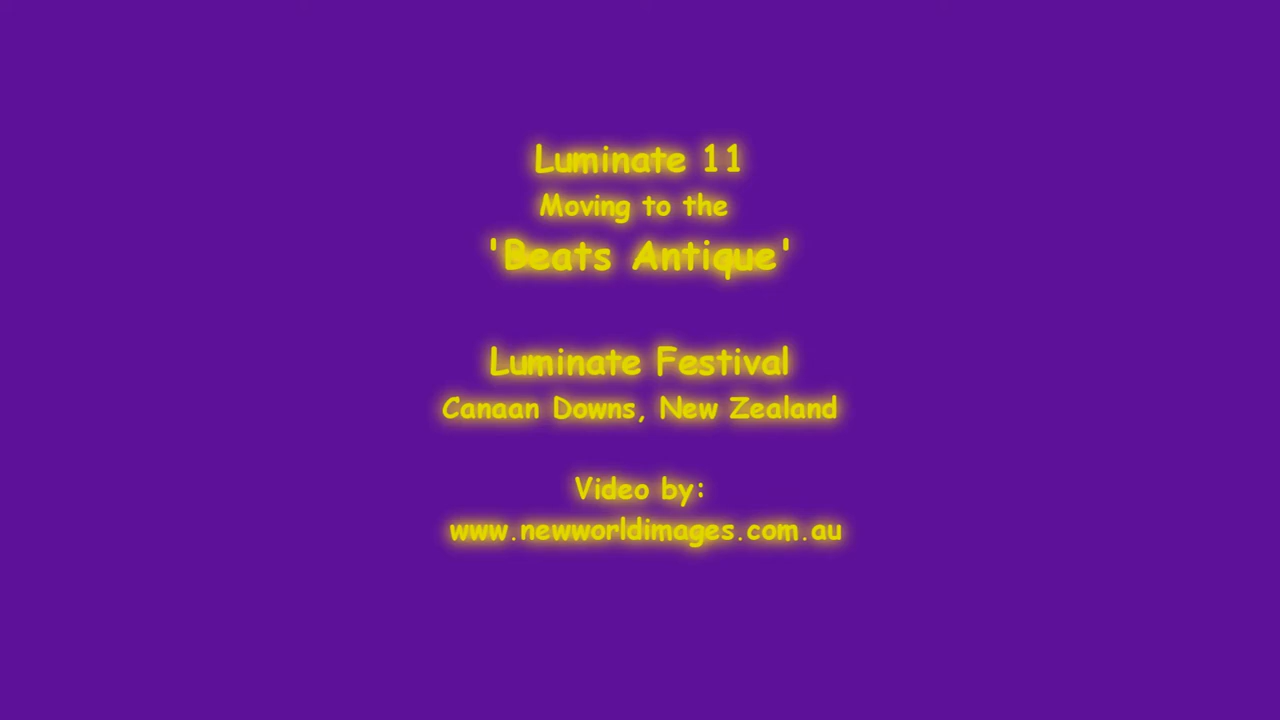 Luminate 11
Moving to the
'Beats Antique'
Luminate Festival
Canaan Downs, New Zealand
Video by:
www.newworldimages.com.au